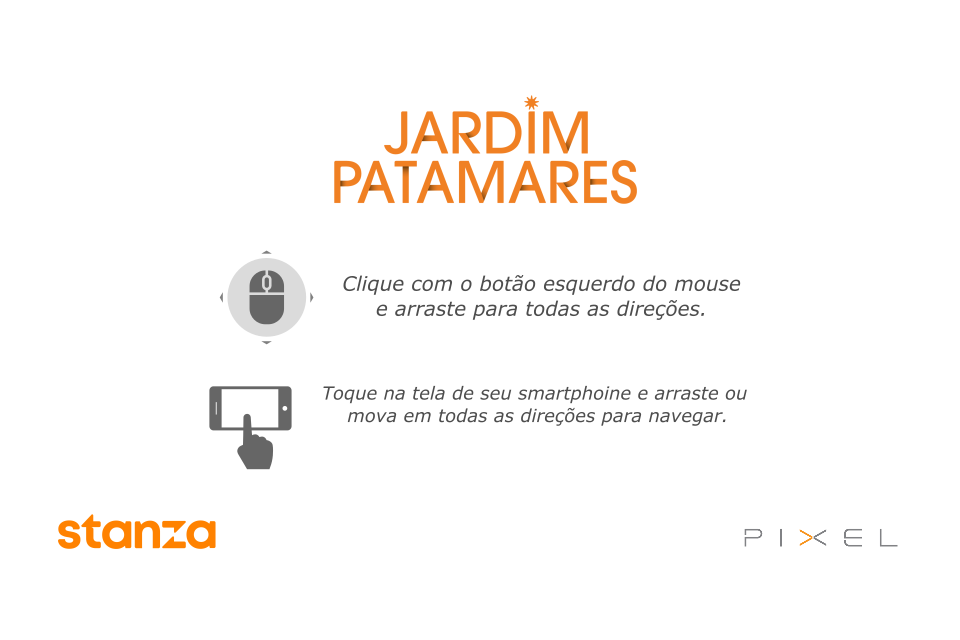 JARDIM
PATAMARES
Clique com o botão esquerdo do mouse
e arraste para todas as direções.
Toque na tela de seu smartphoine e arraste ou
mova em todas as direções para navegar.
stanza
PIXEL